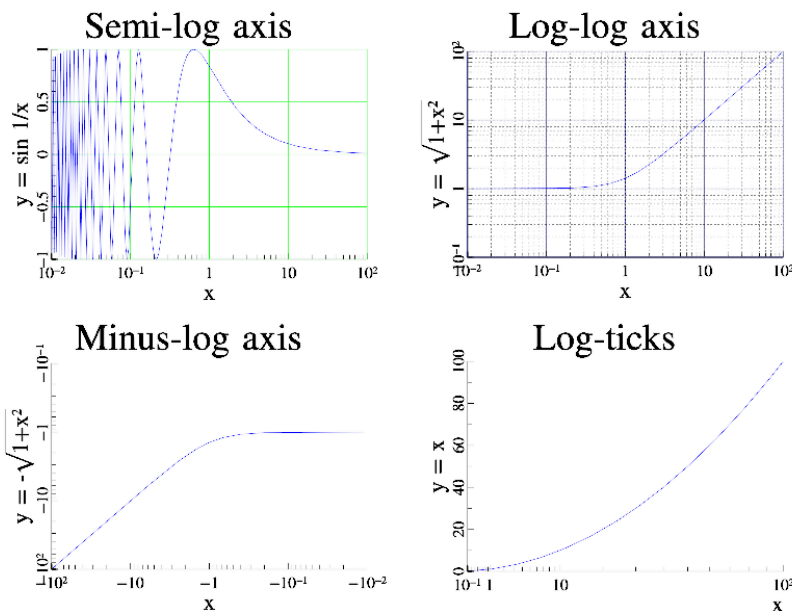 Semi-log axis
y = sin 1/x
1
0.5
0
-0.5
-1
10⁻² 10⁻¹ 1 10 10²
x
Log-log axis
y = √1+x²
10²
10
1
10⁻¹
10⁻² 10⁻¹ 1 10 10²
x
Minus-log axis
y = -√1+x²
-10⁻¹
-1
-10
-10²
-10² -10 -1 -10⁻¹ -10⁻²
x
Log-ticks
y = x
100
80
60
40
20
0
10⁻¹ 1 10 10²
x